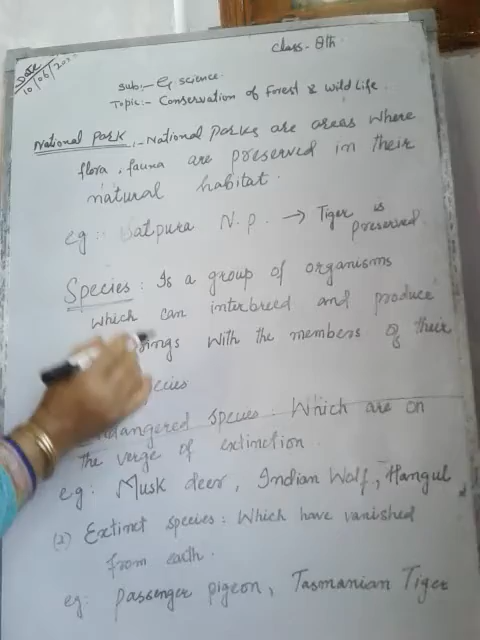 Class- 8th
Date
10/06/20
Sub:- G. Science.
Topic:- Conservation of Forest & Wild Life.
National Park :- National Parks are areas where
flora, fauna are preserved in their
natural habitat.
eg:- Satpura N.P. → Tiger is
preserved
Species: Is a group of organisms
which can interbreed and produce
with the members of their
Endangered species: Which are on
the verge of extinction.
eg: Musk deer, Indian Wolf, Hangul
(2) Extinct species: Which have vanished
from earth.
eg: passenger pigeon, Tasmanian Tiger